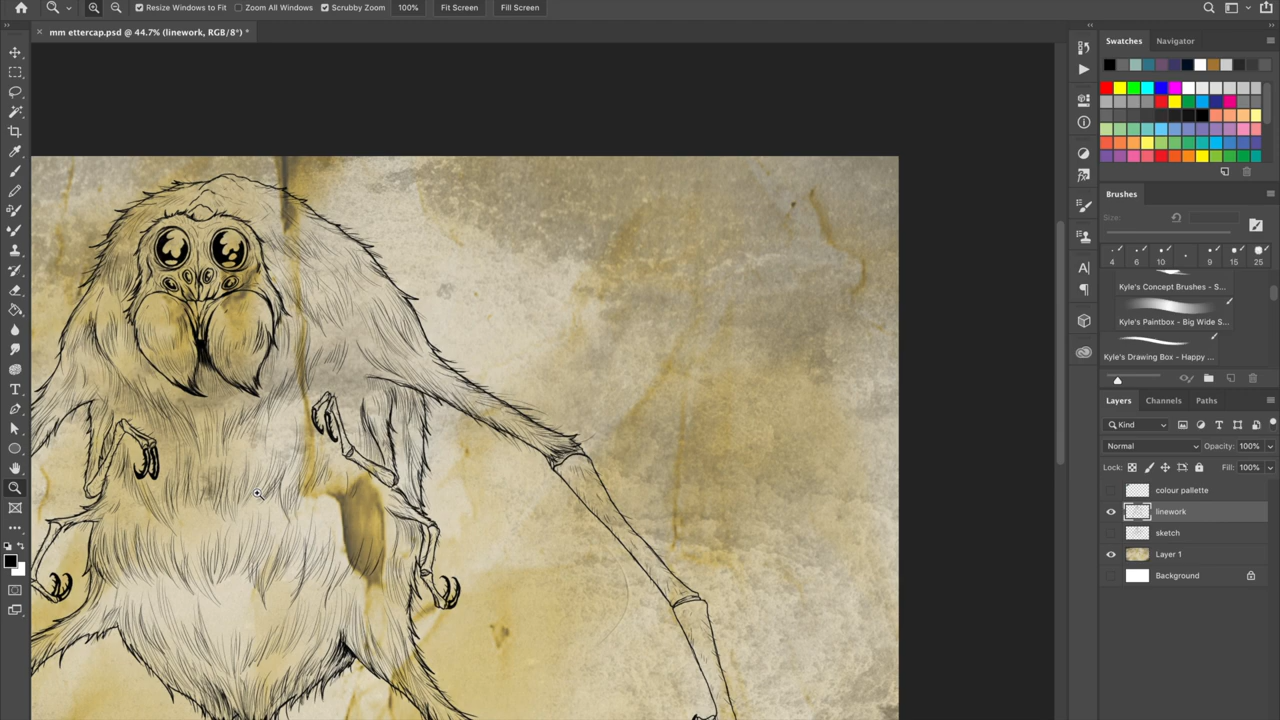 Resize Windows to Fit
Zoom All Windows
Scrubby Zoom
100%
Fit Screen
Fill Screen
mm ettercap.psd @ 44.7% (linework, RGB/8*) *
Swatches
Navigator
Brushes
Size:
4 6 10 9 15 25
Kyle's Concept Brushes - S...
Kyle's Paintbox - Big Wide S...
Kyle's Drawing Box - Happy ...
Layers
Channels
Paths
Kind
Normal
Opacity: 100%
Lock:
Fill: 100%
colour palette
linework
sketch
Layer 1
Background